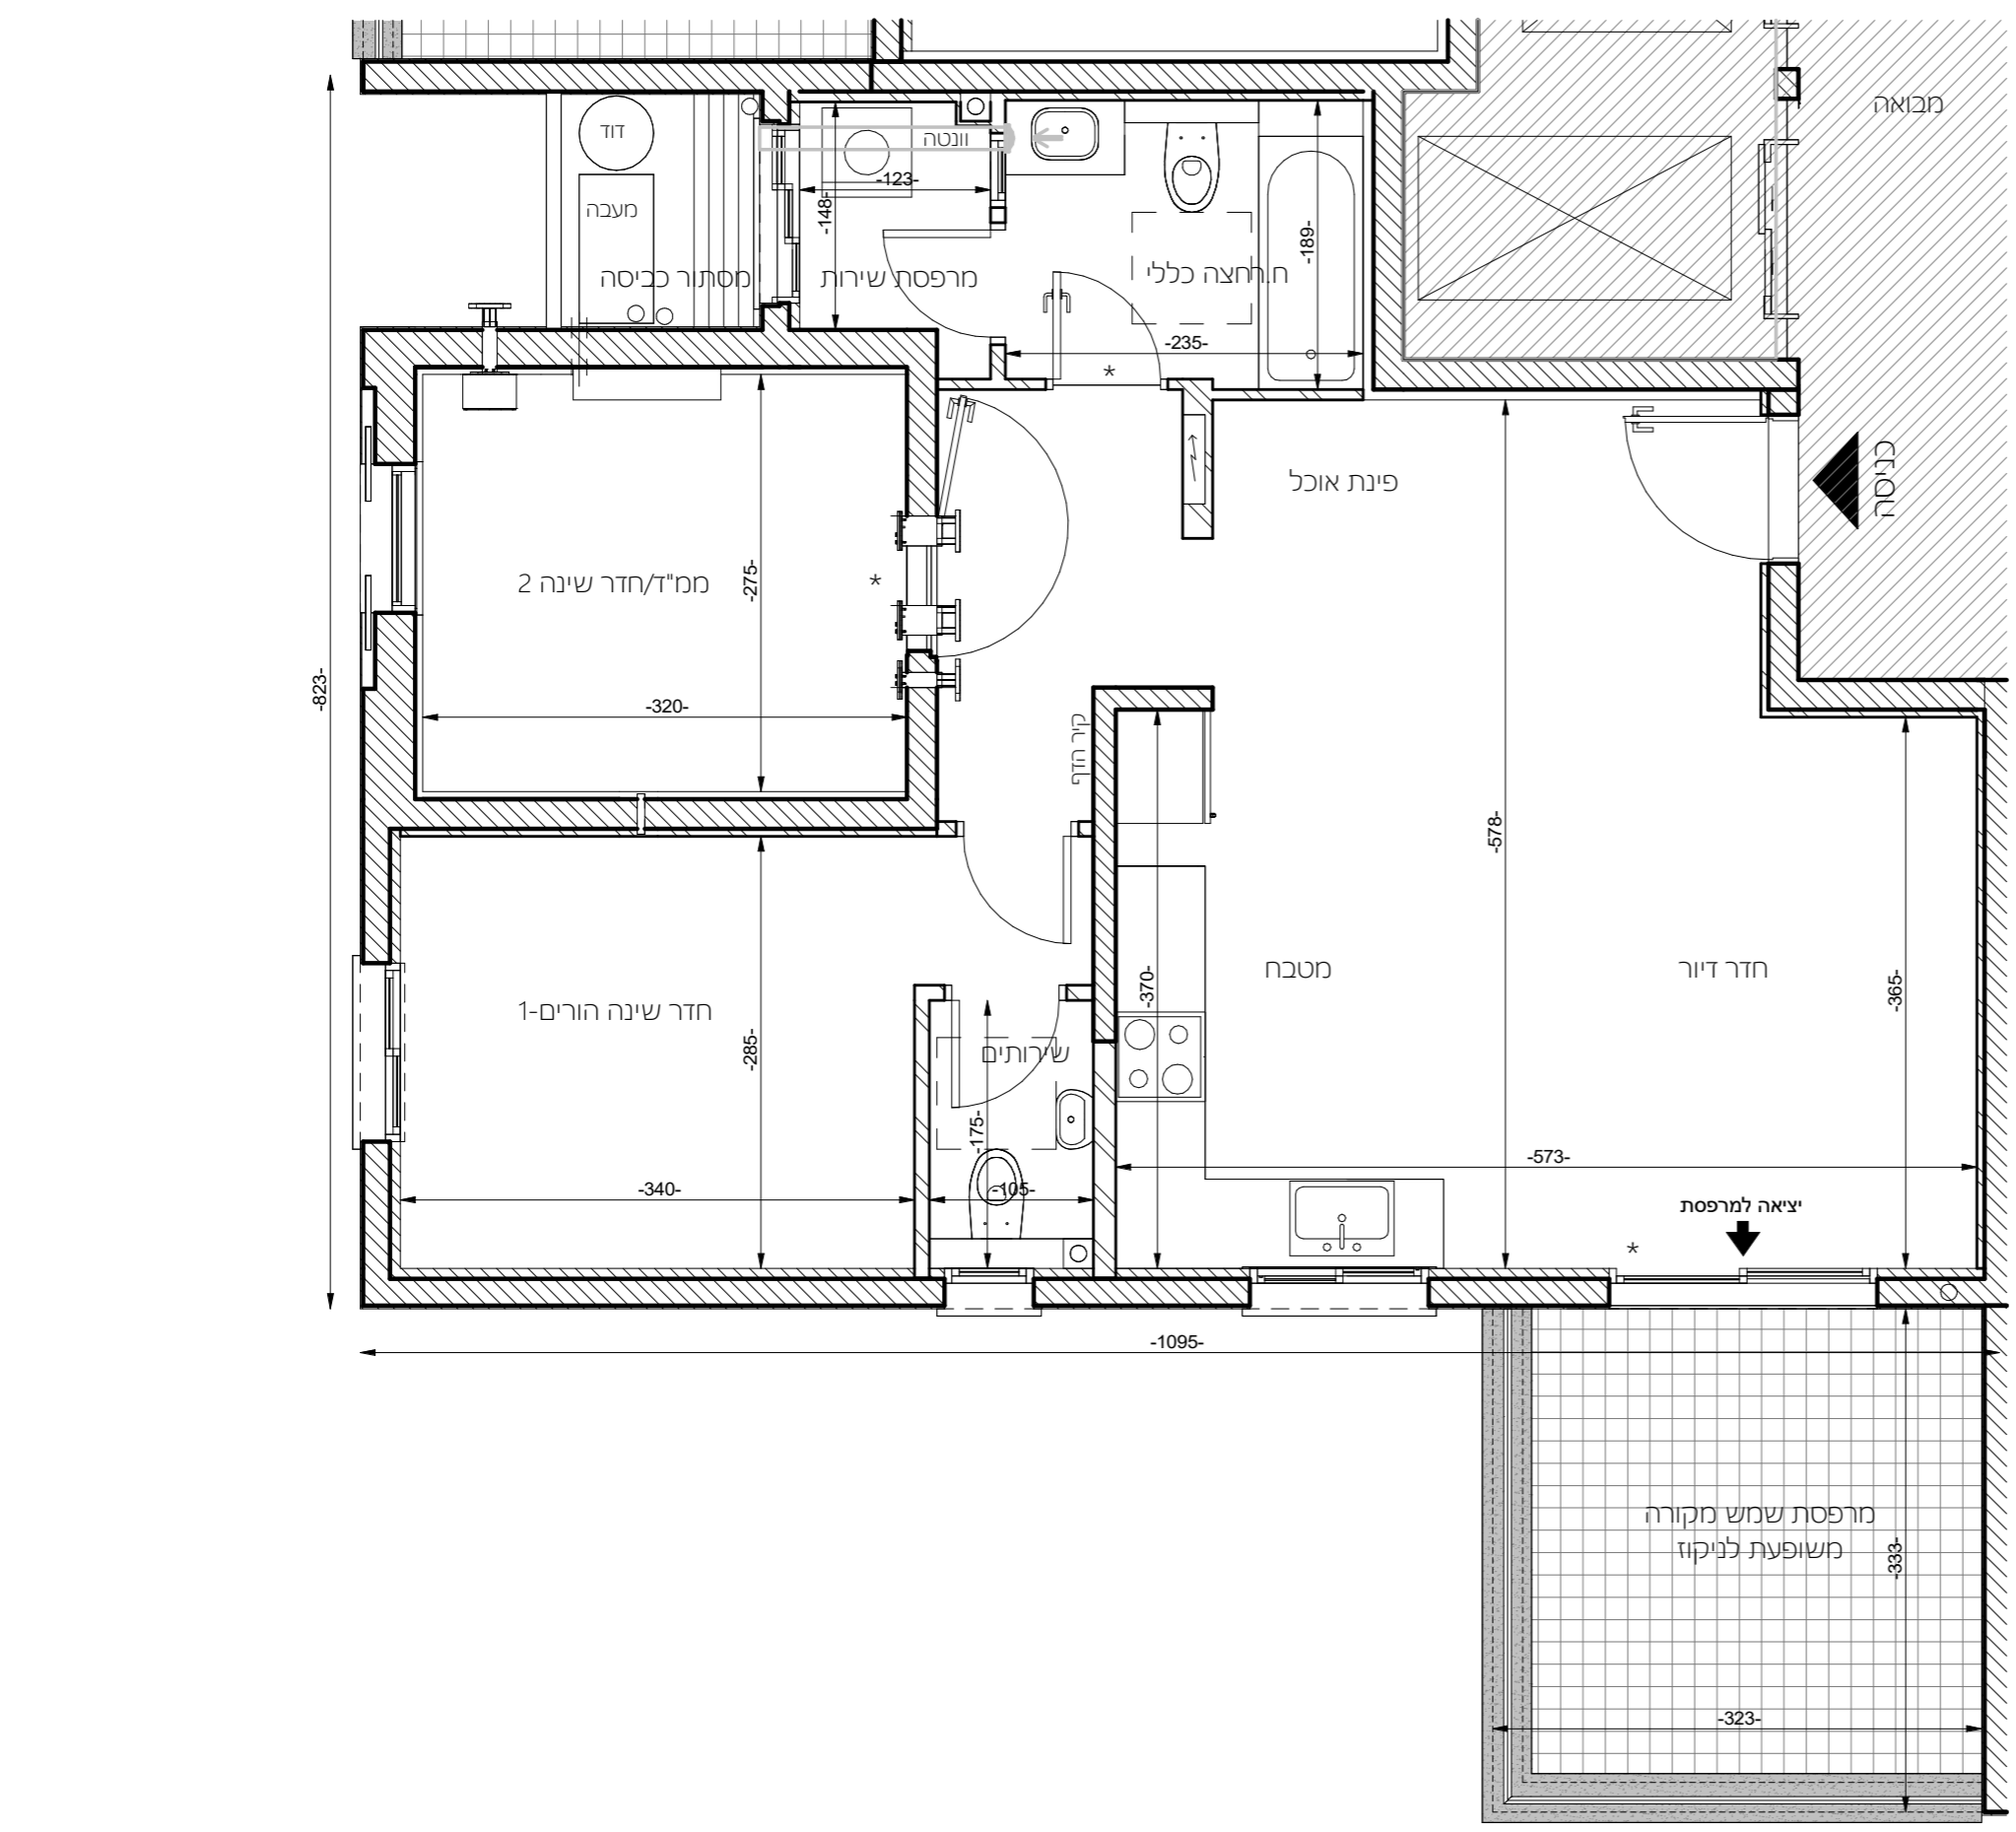 מבואה
דוד
וונטה
-123-
מעבה
-148-
-189-
מסתור כביסה
מרפסת שירות
ח.רחצה כללי
-235-
*
כניסה
פינת אוכל
ממ"ד/חדר שינה 2
-275-
*
-320-
-823-
קיר הדף
-578-
חדר שינה הורים-1
-285-
שירותים
-175-
-340-
-105-
-370-
מטבח
חדר דיור
-365-
-573-
יציאה למרפסת
*
-1095-
מרפסת שמש מקורה
משופעת לניקוז
-333-
-323-